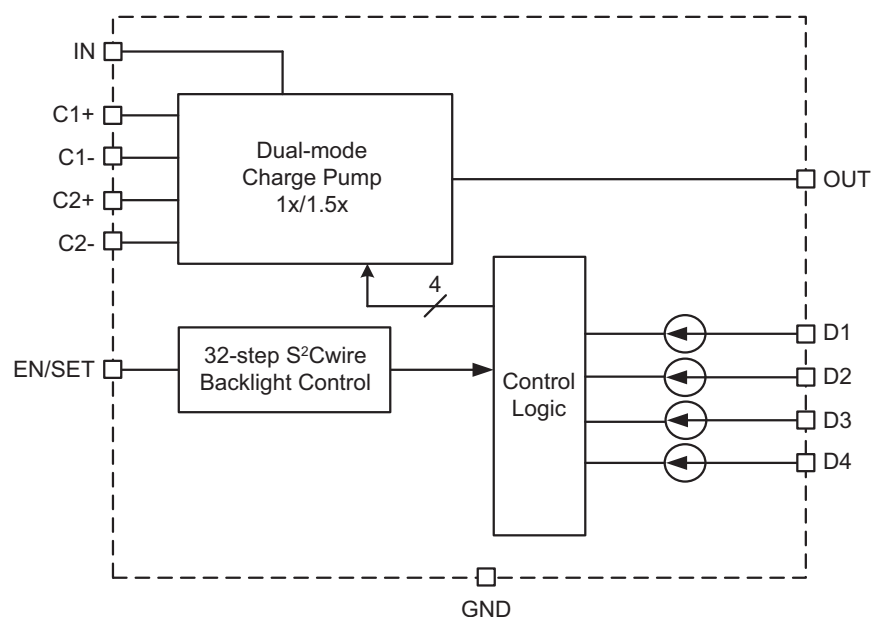 IN
C1+
C1-
C2+
C2-
Dual-mode
Charge Pump
1x/1.5x
OUT
4
EN/SET
32-step S²Cwire
Backlight Control
Control
Logic
D1
D2
D3
D4
GND